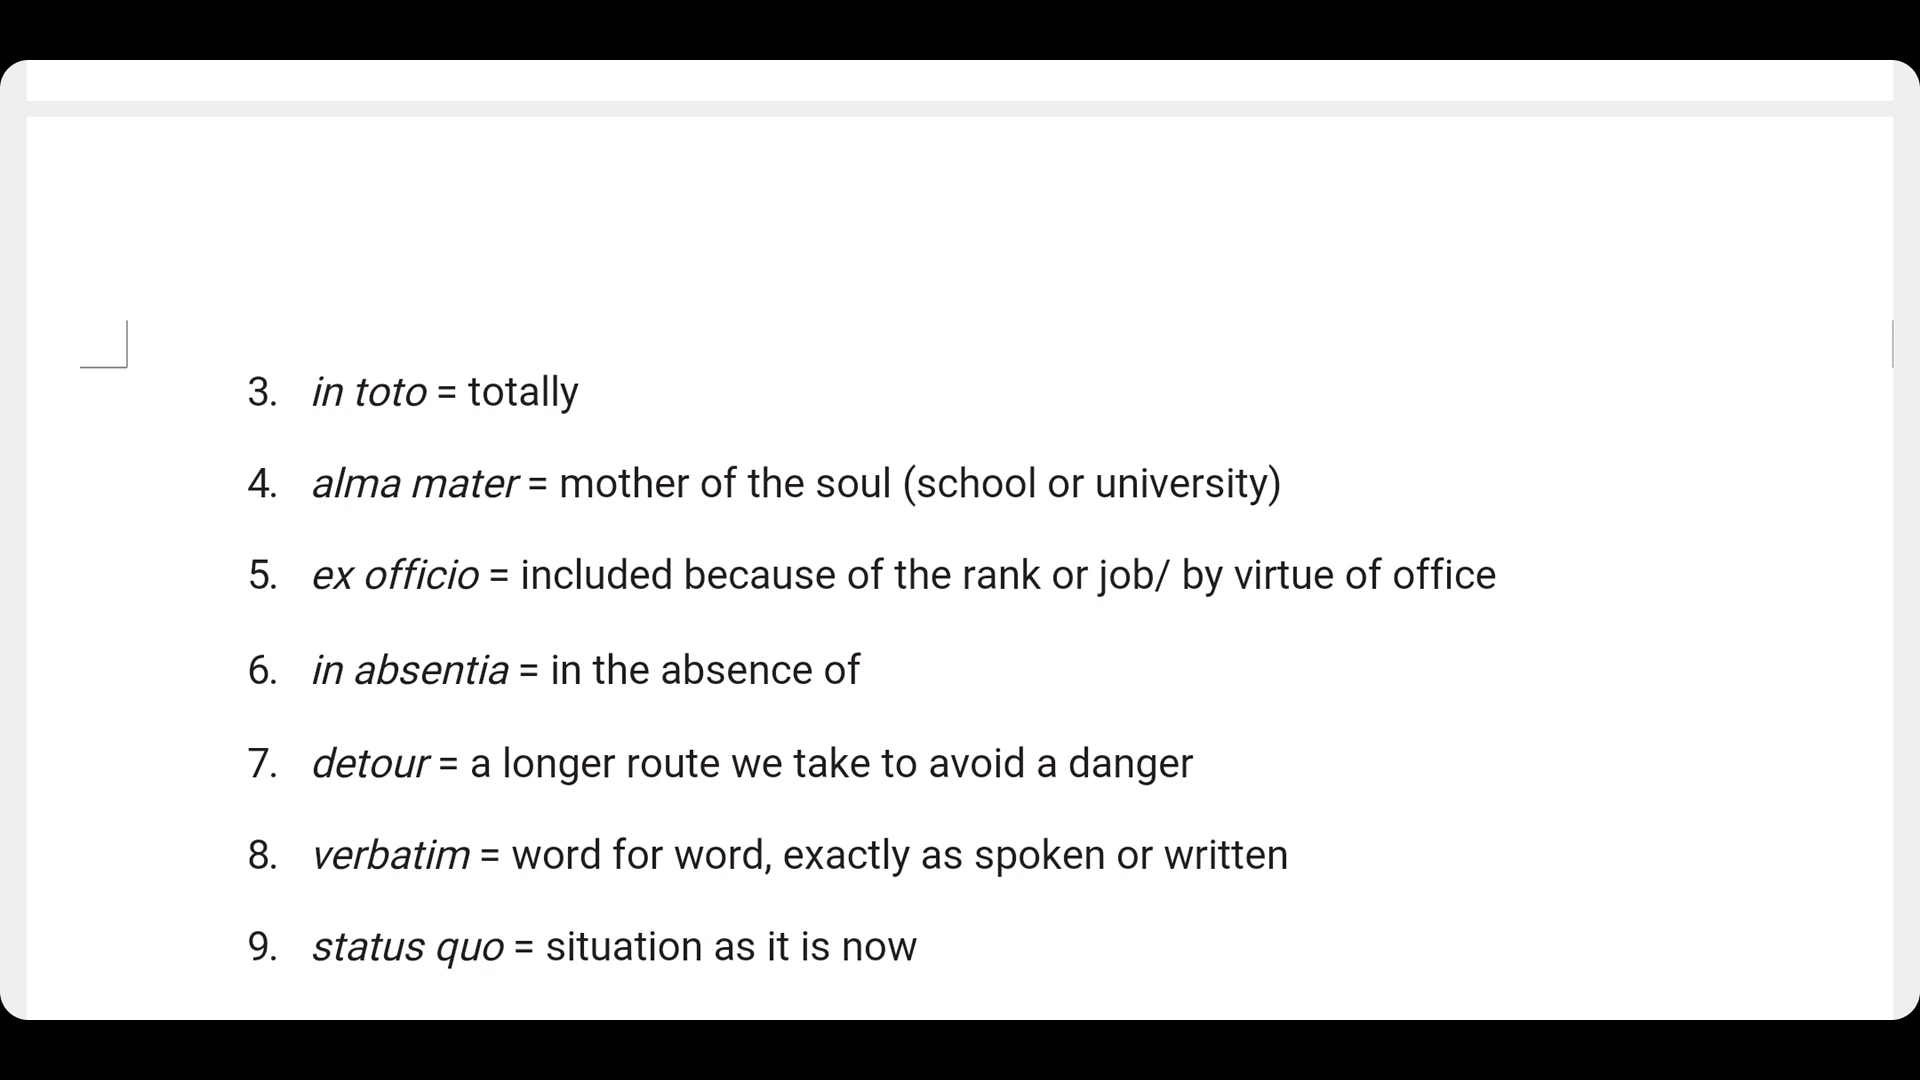 3. in toto = totally
4. alma mater = mother of the soul (school or university)
5. ex officio = included because of the rank or job/ by virtue of office
6. in absentia = in the absence of
7. detour = a longer route we take to avoid a danger
8. verbatim = word for word, exactly as spoken or written
9. status quo = situation as it is now